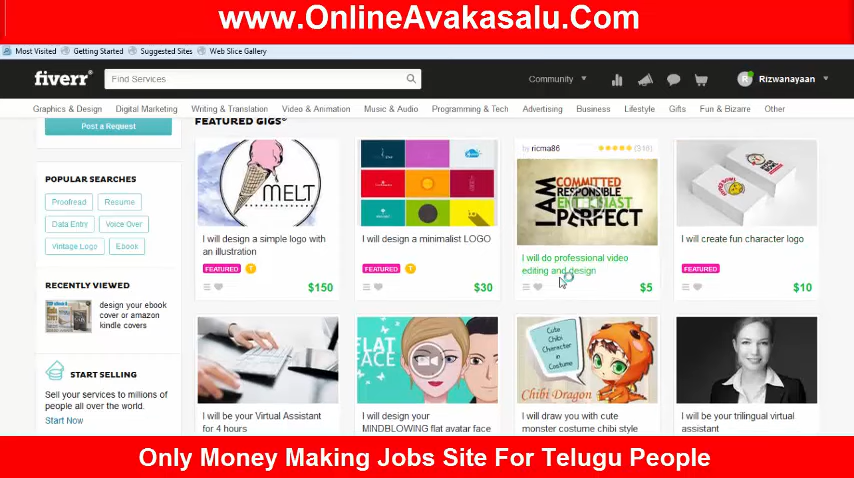 www.OnlineAvakasalu.Com
Most Visited Getting Started Suggested Sites Web Slice Gallery
fiverr® Find Services Community R Rizwanayaan
Graphics & Design Digital Marketing Writing & Translation Video & Animation Music & Audio Programming & Tech Advertising Business Lifestyle Gifts Fun & Bizarre Other
Post a Request
POPULAR SEARCHES
Proofread Resume
Data Entry Voice Over
Vintage Logo Ebook
RECENTLY VIEWED
design your ebook
cover or amazon
kindle covers
START SELLING
Sell your services to millions of
people all over the world.
Start Now
FEATURED GIGS
MELT
I will design a simple logo with
an illustration
FEATURED T
$150
I will design a minimalist LOGO
FEATURED T
$30
by ricma86 (318)
I AM
COMMITTED
RESPONSIBLE
ENTHUSIAST
PERFECT
I will do professional video
editing and design
$5
I will create fun character logo
FEATURED
$10
I will be your Virtual Assistant
for 4 hours
FLAT
FACE
I will design your
MINDBLOWING flat avatar face
Cute
Chibi
Character
in
Costume
Chibi Dragon
I will draw you with cute
monster costume chibi style
I will be your trilingual virtual
assistant
Only Money Making Jobs Site For Telugu People